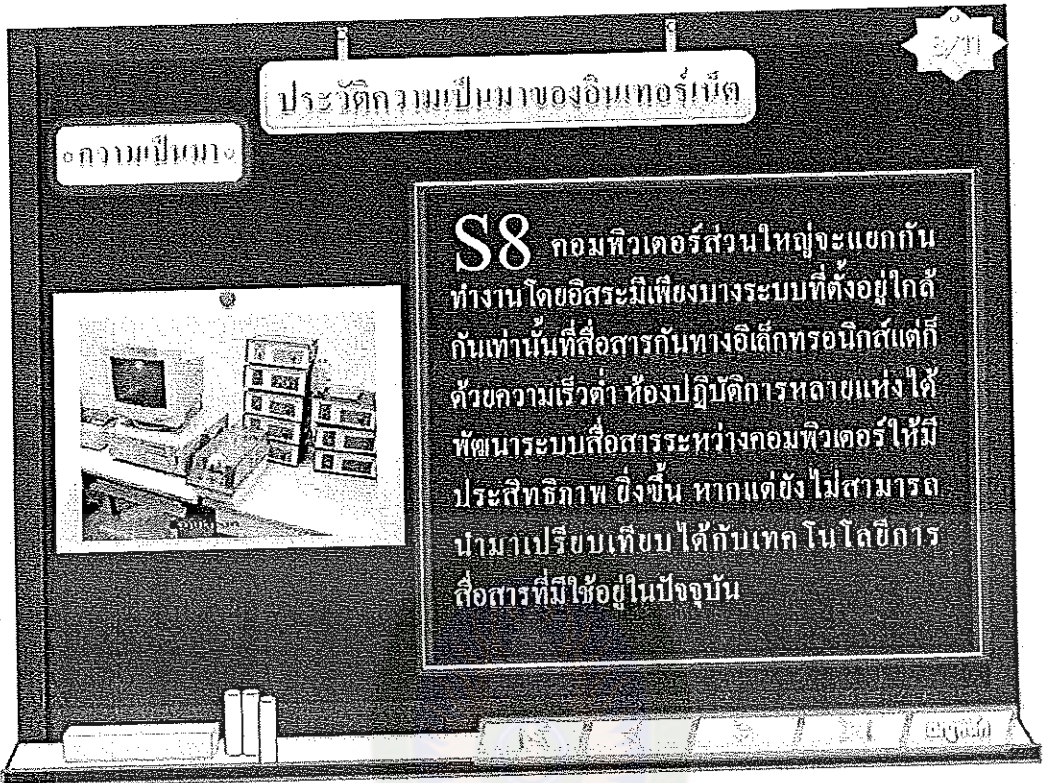 2/11
ประวัติความเป็นมาของอินเทอร์เน็ต
ความเป็นมา
S8 คอมพิวเตอร์ส่วนใหญ่จะแยกกัน
ทำงานโดยอิสระมีเพียงบางระบบที่ตั้งอยู่ใกล้
กันเท่านั้นที่สื่อสารกันทางอิเล็กทรอนิกส์แต่ก็
ด้วยความเร็วต่ำ ห้องปฏิบัติการหลายแห่งได้
พัฒนาระบบสื่อสารระหว่างคอมพิวเตอร์ให้มี
ประสิทธิภาพ ยิ่งขึ้น หากแต่ยังไม่สามารถ
นำมาเปรียบเทียบ ได้กับเทคโนโลยีการ
สื่อสารที่มีใช้อยู่ในปัจจุบัน
เมนูหลัก